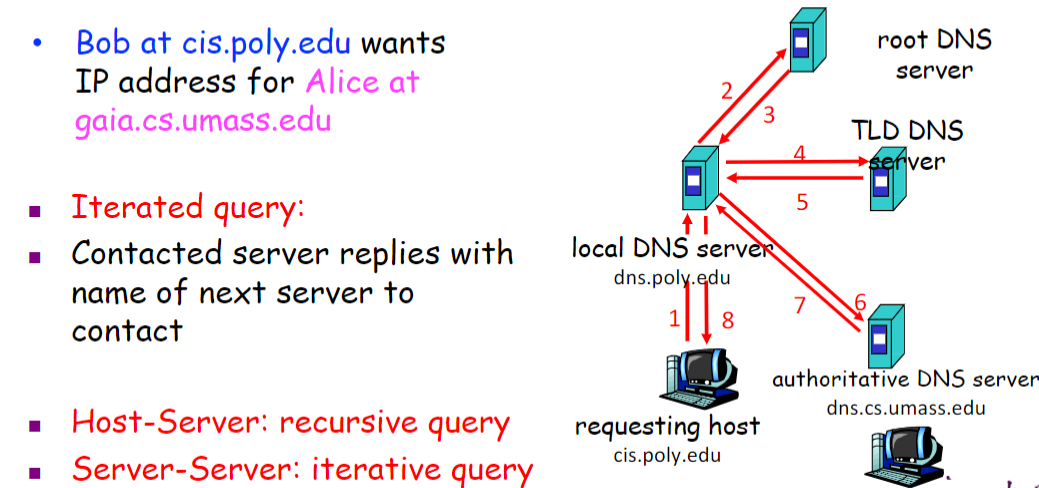 Bob at cis.poly.edu wants
IP address for Alice at
gaia.cs.umass.edu
Iterated query:
Contacted server replies with
name of next server to
contact
Host-Server: recursive query
Server-Server: iterative query
root DNS
server
2
3
TLD DNS
server
4
5
local DNS server
dns.poly.edu
6
7
1
8
authoritative DNS server
dns.cs.umass.edu
requesting host
cis.poly.edu